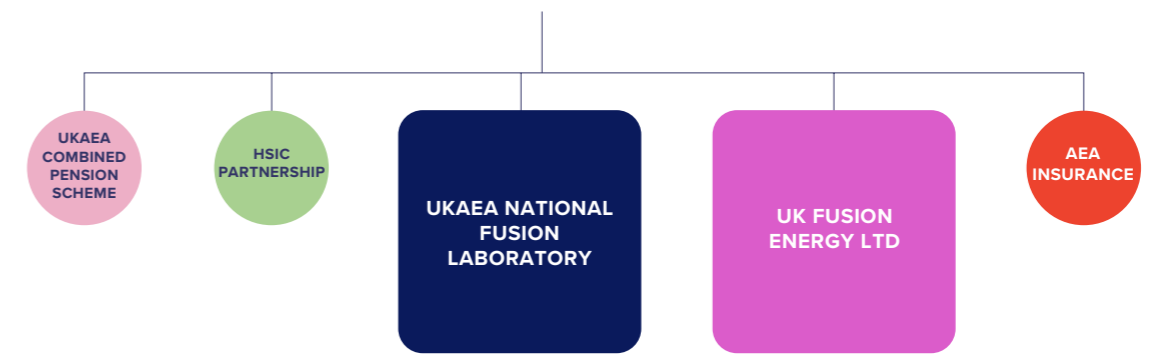 UKAEA
COMBINED
PENSION
SCHEME
HSIC
PARTNERSHIP
UKAEA NATIONAL
FUSION
LABORATORY
UK FUSION
ENERGY LTD
AEA
INSURANCE